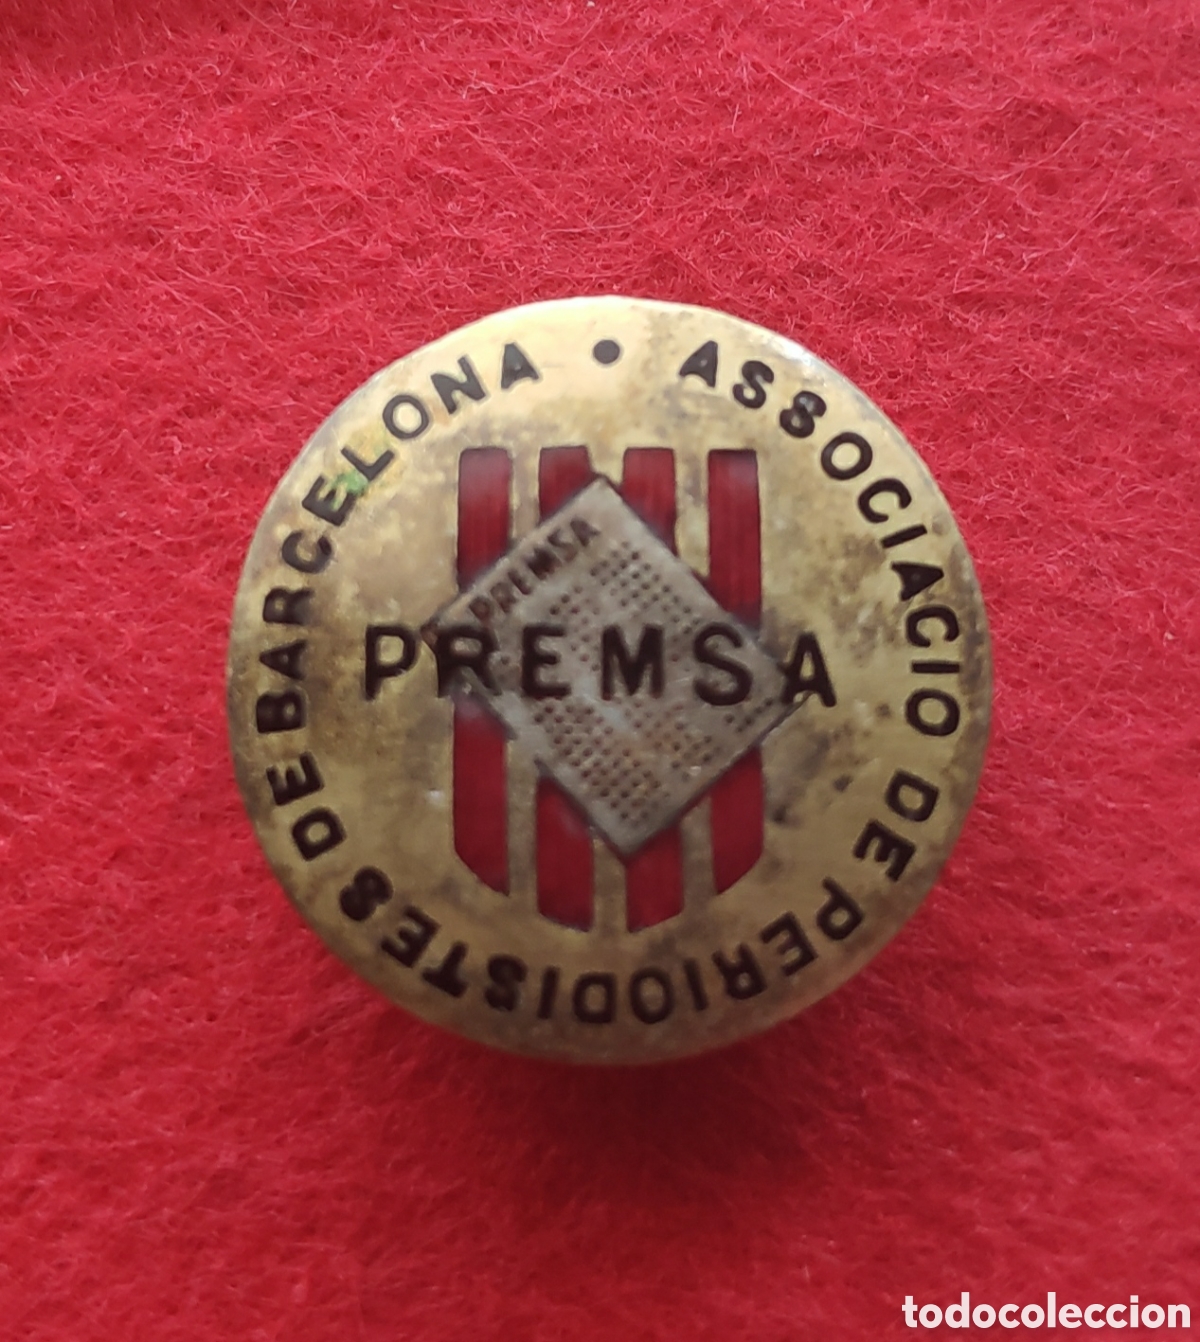 ASSOCIACIO DE PERIODISTES DE BARCELONA •
PREMSA
PREMSA
todocoleccion